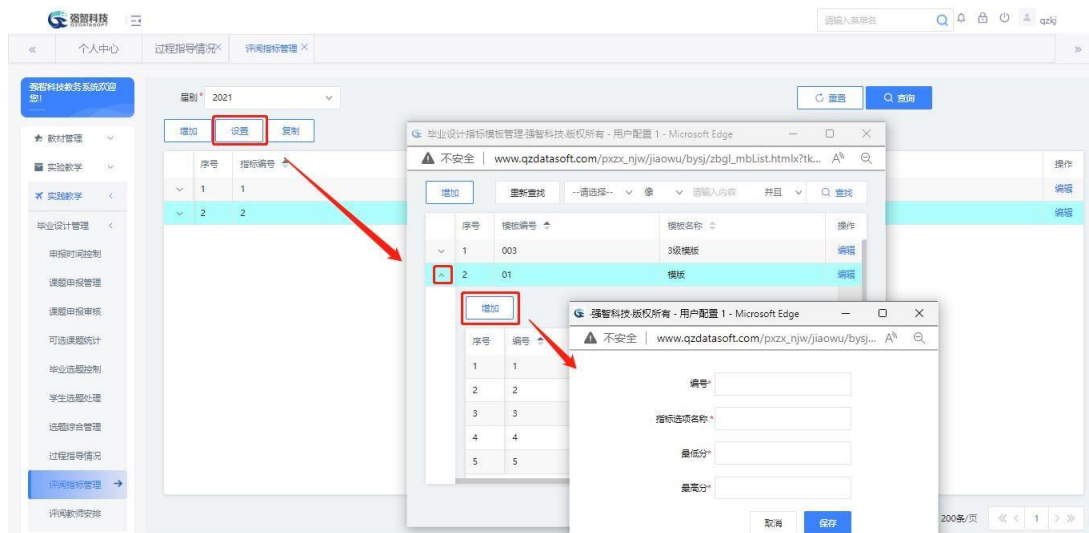 强智科技
QZDATASOFT
请输入菜单名
qzkj
个人中心
过程指导情况×
评阅指标管理 ×
强智科技教务系统欢迎
您!
教材管理
实验教学
实践教学
毕业设计管理
申报时间控制
课题申报管理
课题申报审核
可选课题统计
毕业选题控制
学生选题处理
选题综合管理
过程指导情况
评阅指标管理
评阅教师安排
届别* 2021
重置
查询
增加 设置 复制
序号 指标编号 操作
1 1 编辑
2 2 编辑
200条/页 1
毕业设计指标模板管理-强智科技-版权所有 - 用户配置 1 - Microsoft Edge
不安全 | www.qzdatasoft.com/pxzx_njw/jiaowu/bysj/zbgl_mbList.htmlx?tk...
增加 重新查找 --请选择-- 像 请输入内容 并且 查找
序号 模板编号 模板名称 操作
1 003 3级模版 编辑
2 01 模版 编辑
增加
序号 编号
1 1
2 2
3 3
4 4
5 5
-强智科技-版权所有 - 用户配置 1 - Microsoft Edge
不安全 | www.qzdatasoft.com/pxzx_njw/jiaowu/bysj...
编号*
指标选项名称 *
最低分*
最高分*
取消 保存